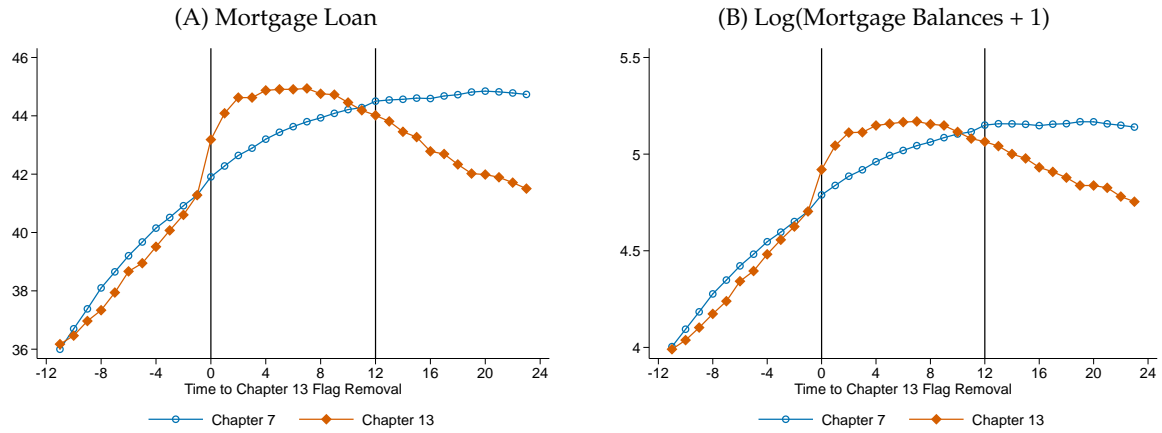 (A) Mortgage Loan
46
44
42
40
38
36
-12 -8 -4 0 4 8 12 16 20 24
Time to Chapter 13 Flag Removal
Chapter 7 Chapter 13
(B) Log(Mortgage Balances + 1)
5.5
5
4.5
4
-12 -8 -4 0 4 8 12 16 20 24
Time to Chapter 13 Flag Removal
Chapter 7 Chapter 13